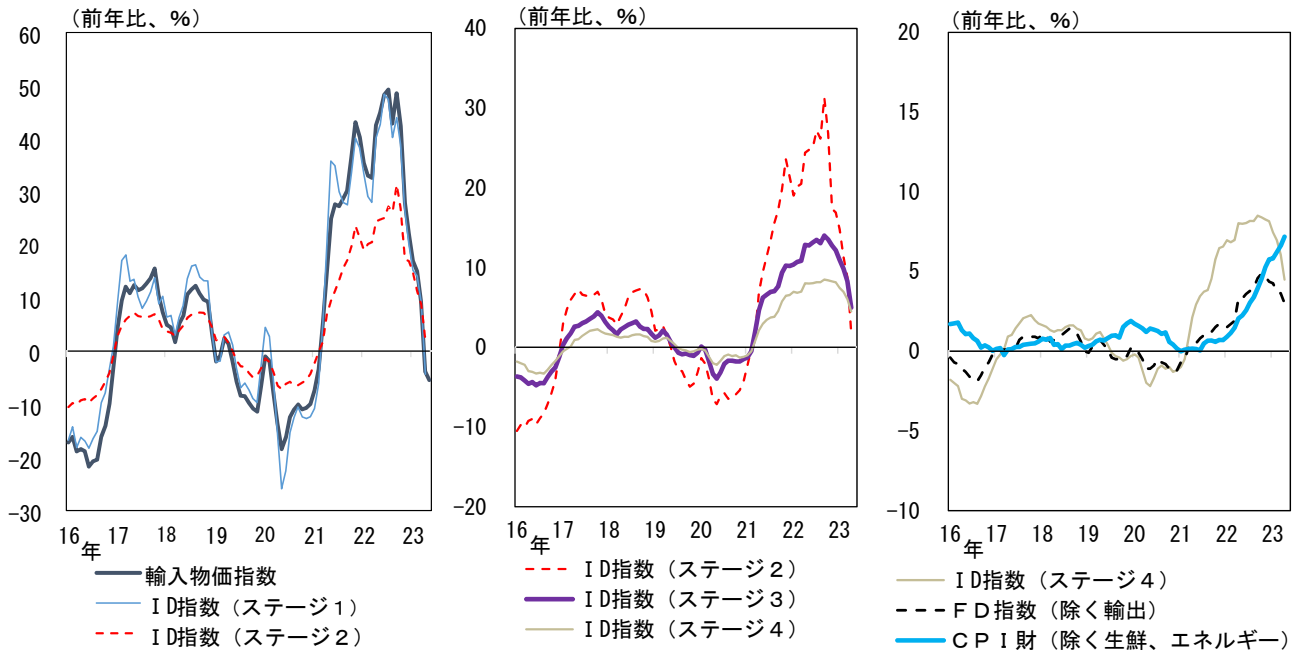 (前年比、%)
60
50
40
30
20
10
0
-10
-20
-30
16 17 18 19 20 21 22 23
年
輸入物価指数
ID指数(ステージ1)
ID指数(ステージ2)
(前年比、%)
40
30
20
10
0
-10
-20
16 17 18 19 20 21 22 23
年
ID指数(ステージ2)
ID指数(ステージ3)
ID指数(ステージ4)
(前年比、%)
20
15
10
5
0
-5
-10
16 17 18 19 20 21 22 23
年
ID指数(ステージ4)
FD指数(除く輸出)
CPI財(除く生鮮、エネルギー)